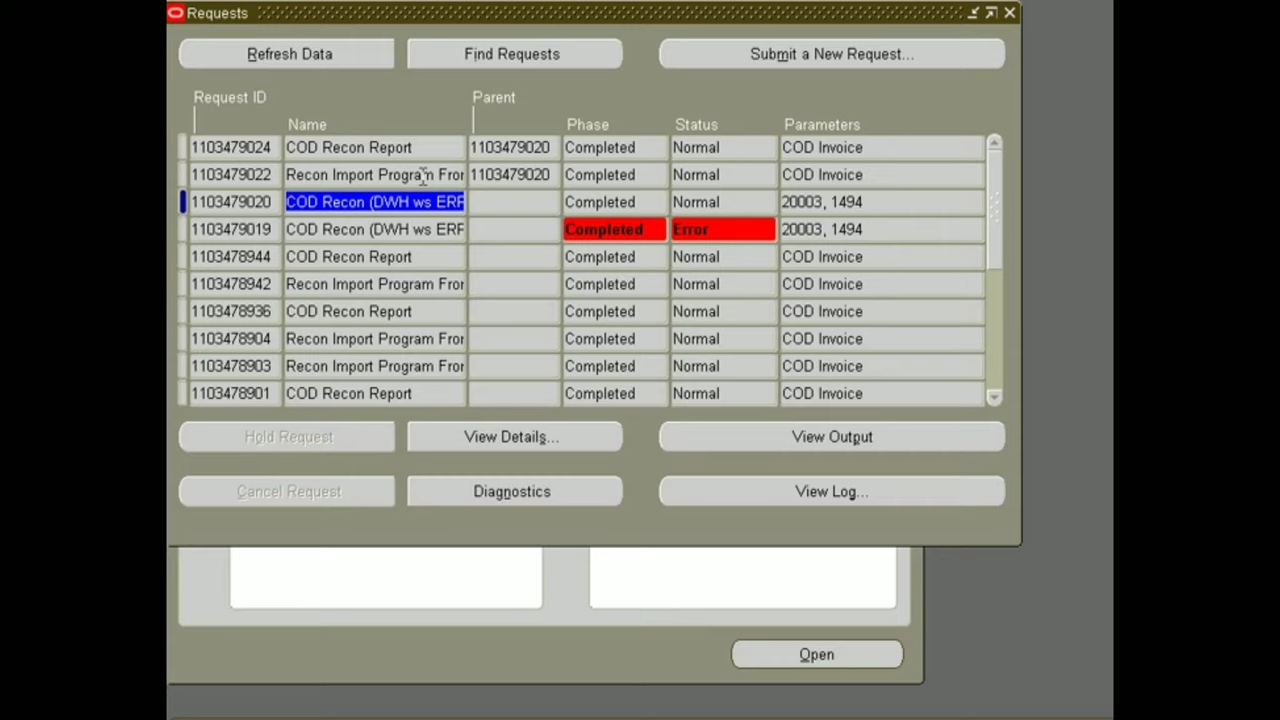 Requests
Refresh Data Find Requests Submit a New Request...
Request ID Parent
Name Phase Status Parameters
1103479024 COD Recon Report 1103479020 Completed Normal COD Invoice
1103479022 Recon Import Program Fror 1103479020 Completed Normal COD Invoice
1103479020 COD Recon (DWH ws ERF Completed Normal 20003, 1494
1103479019 COD Recon (DWH ws ERF Completed Error 20003, 1494
1103478944 COD Recon Report Completed Normal COD Invoice
1103478942 Recon Import Program Fror Completed Normal COD Invoice
1103478936 COD Recon Report Completed Normal COD Invoice
1103478904 Recon Import Program Fror Completed Normal COD Invoice
1103478903 Recon Import Program Fror Completed Normal COD Invoice
1103478901 COD Recon Report Completed Normal COD Invoice
Hold Request View Details... View Output
Cancel Request Diagnostics View Log...
Open